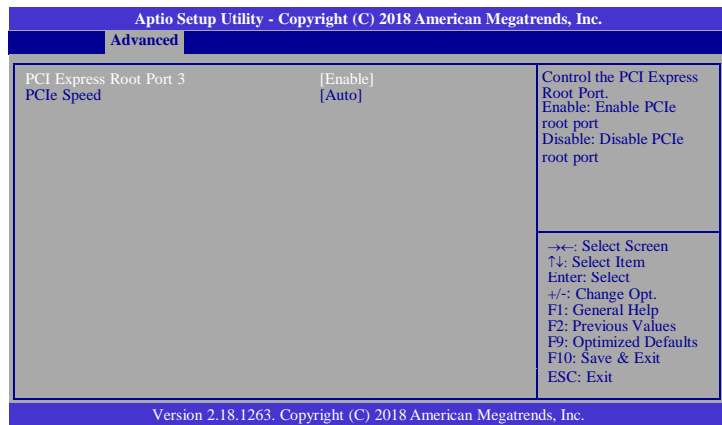 Aptio Setup Utility - Copyright (C) 2018 American Megatrends, Inc.
Advanced
PCI Express Root Port 3 [Enable]
PCIe Speed [Auto]
Control the PCI Express
Root Port.
Enable: Enable PCIe
root port
Disable: Disable PCIe
root port
→←: Select Screen
↑↓: Select Item
Enter: Select
+/-: Change Opt.
F1: General Help
F2: Previous Values
F9: Optimized Defaults
F10: Save & Exit
ESC: Exit
Version 2.18.1263. Copyright (C) 2018 American Megatrends, Inc.